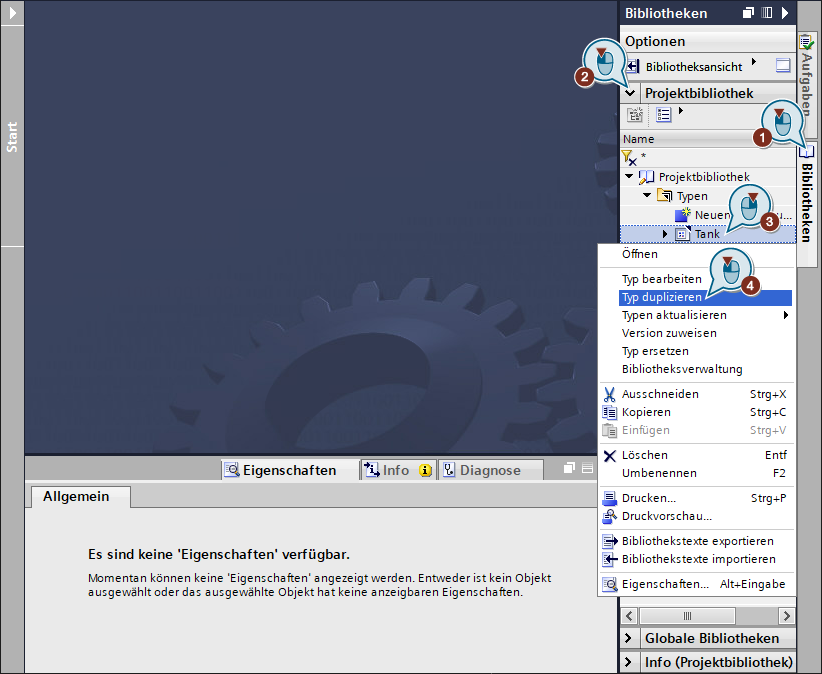 Start
Bibliotheken
Optionen
Bibliotheksansicht
2
Projektbibliothek
Name
1
*
Projektbibliothek
Typen
Neuen
...
3
Tank
Aufgaben
Bibliotheken
Öffnen
Typ bearbeiten
4
Typ duplizieren
Typen aktualisieren
Version zuweisen
Typ ersetzen
Bibliotheksverwaltung
Ausschneiden Strg+X
Kopieren Strg+C
Einfügen Strg+V
Löschen Entf
Umbenennen F2
Drucken... Strg+P
Druckvorschau...
Bibliothekstexte exportieren
Bibliothekstexte importieren
Eigenschaften... Alt+Eingabe
Eigenschaften
Info
Diagnose
Allgemein
Es sind keine 'Eigenschaften' verfügbar.
Momentan können keine 'Eigenschaften' angezeigt werden. Entweder ist kein Objekt
ausgewählt oder das ausgewählte Objekt hat keine anzeigbaren Eigenschaften.
Globale Bibliotheken
Info (Projektbibliothek)